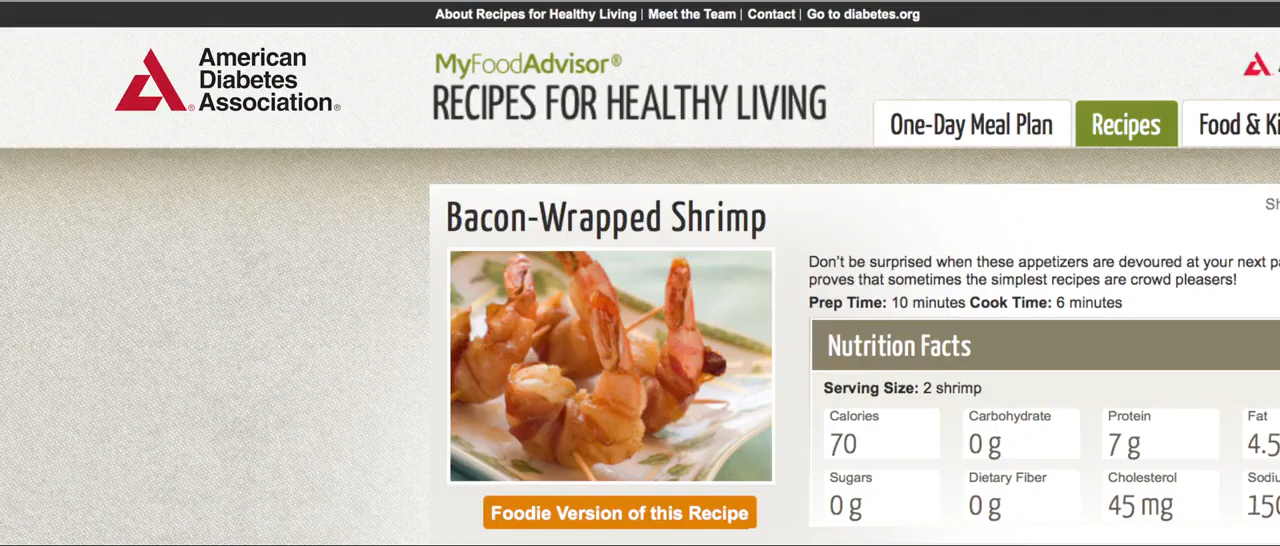 About Recipes for Healthy Living | Meet the Team | Contact | Go to diabetes.org
American
Diabetes
Association®
MyFoodAdvisor®
RECIPES FOR HEALTHY LIVING
One-Day Meal Plan
Recipes
Food &
Bacon-Wrapped Shrimp
Don't be surprised when these appetizers are devoured at your next
proves that sometimes the simplest recipes are crowd pleasers!
Prep Time: 10 minutes Cook Time: 6 minutes
Nutrition Facts
Serving Size: 2 shrimp
Calories
Carbohydrate
Protein
Fat
70
0 g
7 g
4.5
Sugars
Dietary Fiber
Cholesterol
0 g
0 g
45 mg
Foodie Version of this Recipe